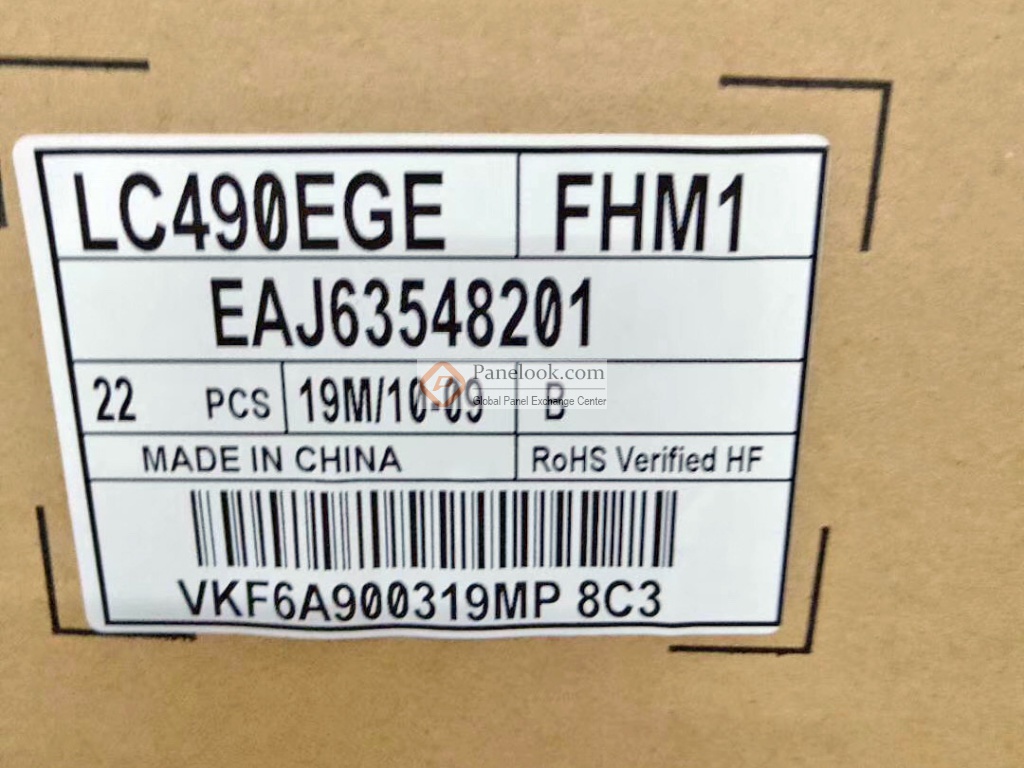 LC490EGE FHM1
EAJ63548201
22 PCS 19M/10-09 B
Panelook.com
Global Panel Exchange Center
MADE IN CHINA RoHS Verified HF
VKF6A900319MP 8C3